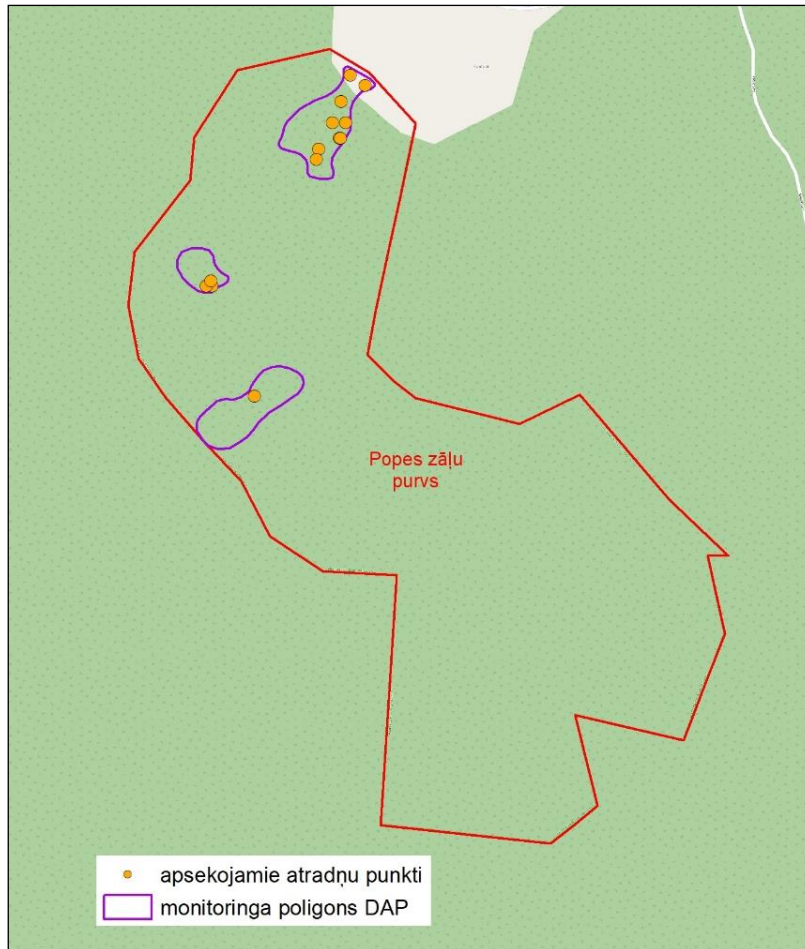 Popes zāļu
purvs
apsekojamie atradņu punkti
monitoringa poligons DAP